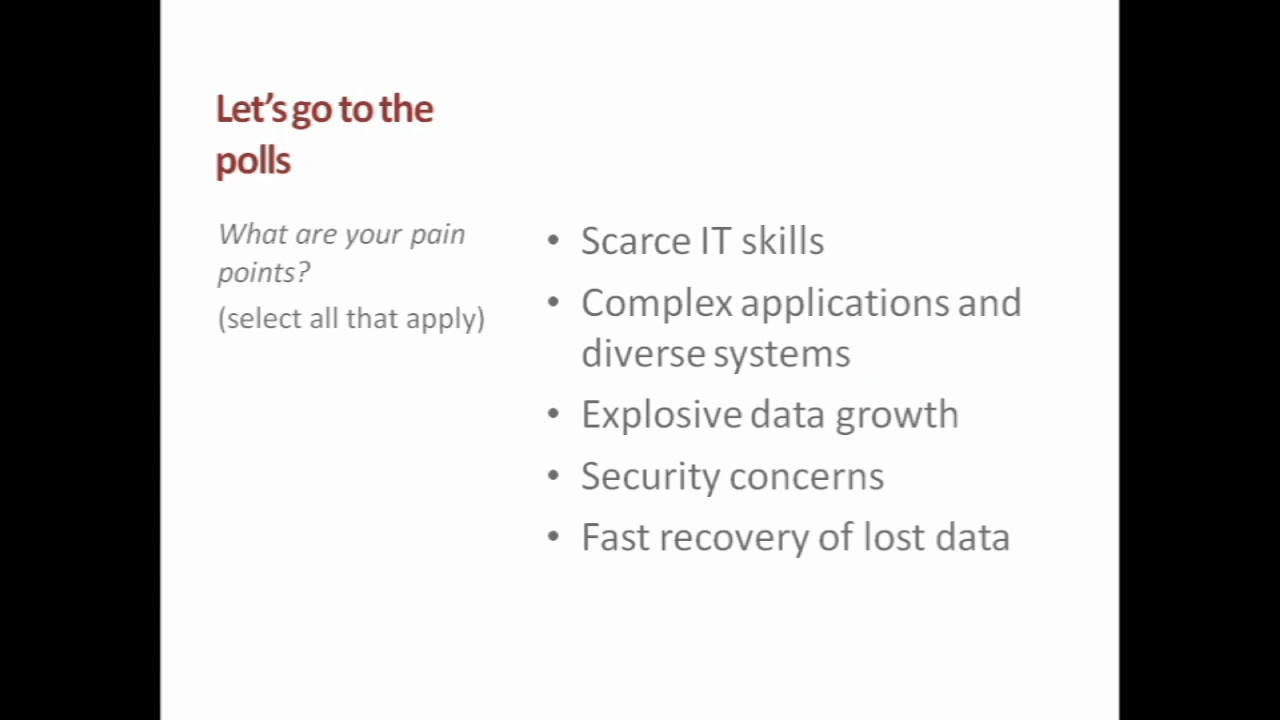 Let’s go to the
polls
What are your pain
points?
(select all that apply)
• Scarce IT skills
• Complex applications and
diverse systems
• Explosive data growth
• Security concerns
• Fast recovery of lost data